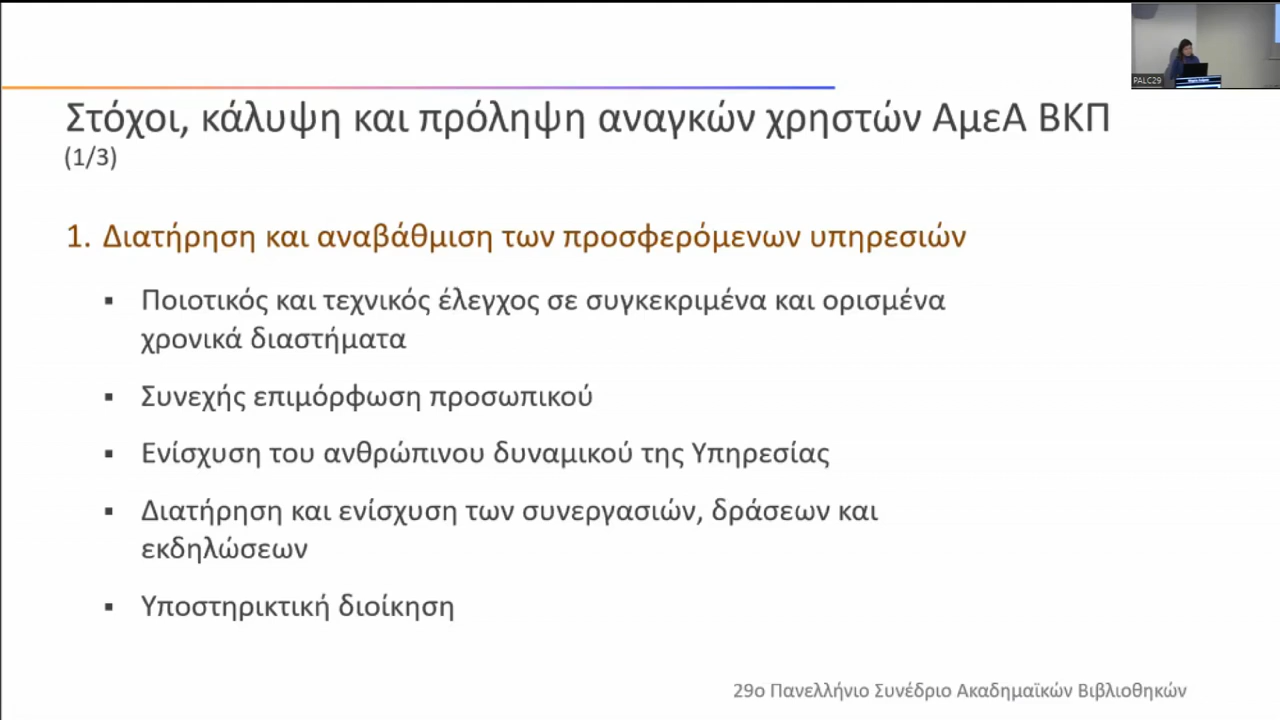 PALC29
Στόχοι, κάλυψη και πρόληψη αναγκών χρηστών ΑμεΑ ΒΚΠ
(1/3)
1. Διατήρηση και αναβάθμιση των προσφερόμενων υπηρεσιών
▪ Ποιοτικός και τεχνικός έλεγχος σε συγκεκριμένα και ορισμένα
χρονικά διαστήματα
▪ Συνεχής επιμόρφωση προσωπικού
▪ Ενίσχυση του ανθρώπινου δυναμικού της Υπηρεσίας
▪ Διατήρηση και ενίσχυση των συνεργασιών, δράσεων και
εκδηλώσεων
▪ Υποστηρικτική διοίκηση
29ο Πανελλήνιο Συνέδριο Ακαδημαϊκών Βιβλιοθηκών